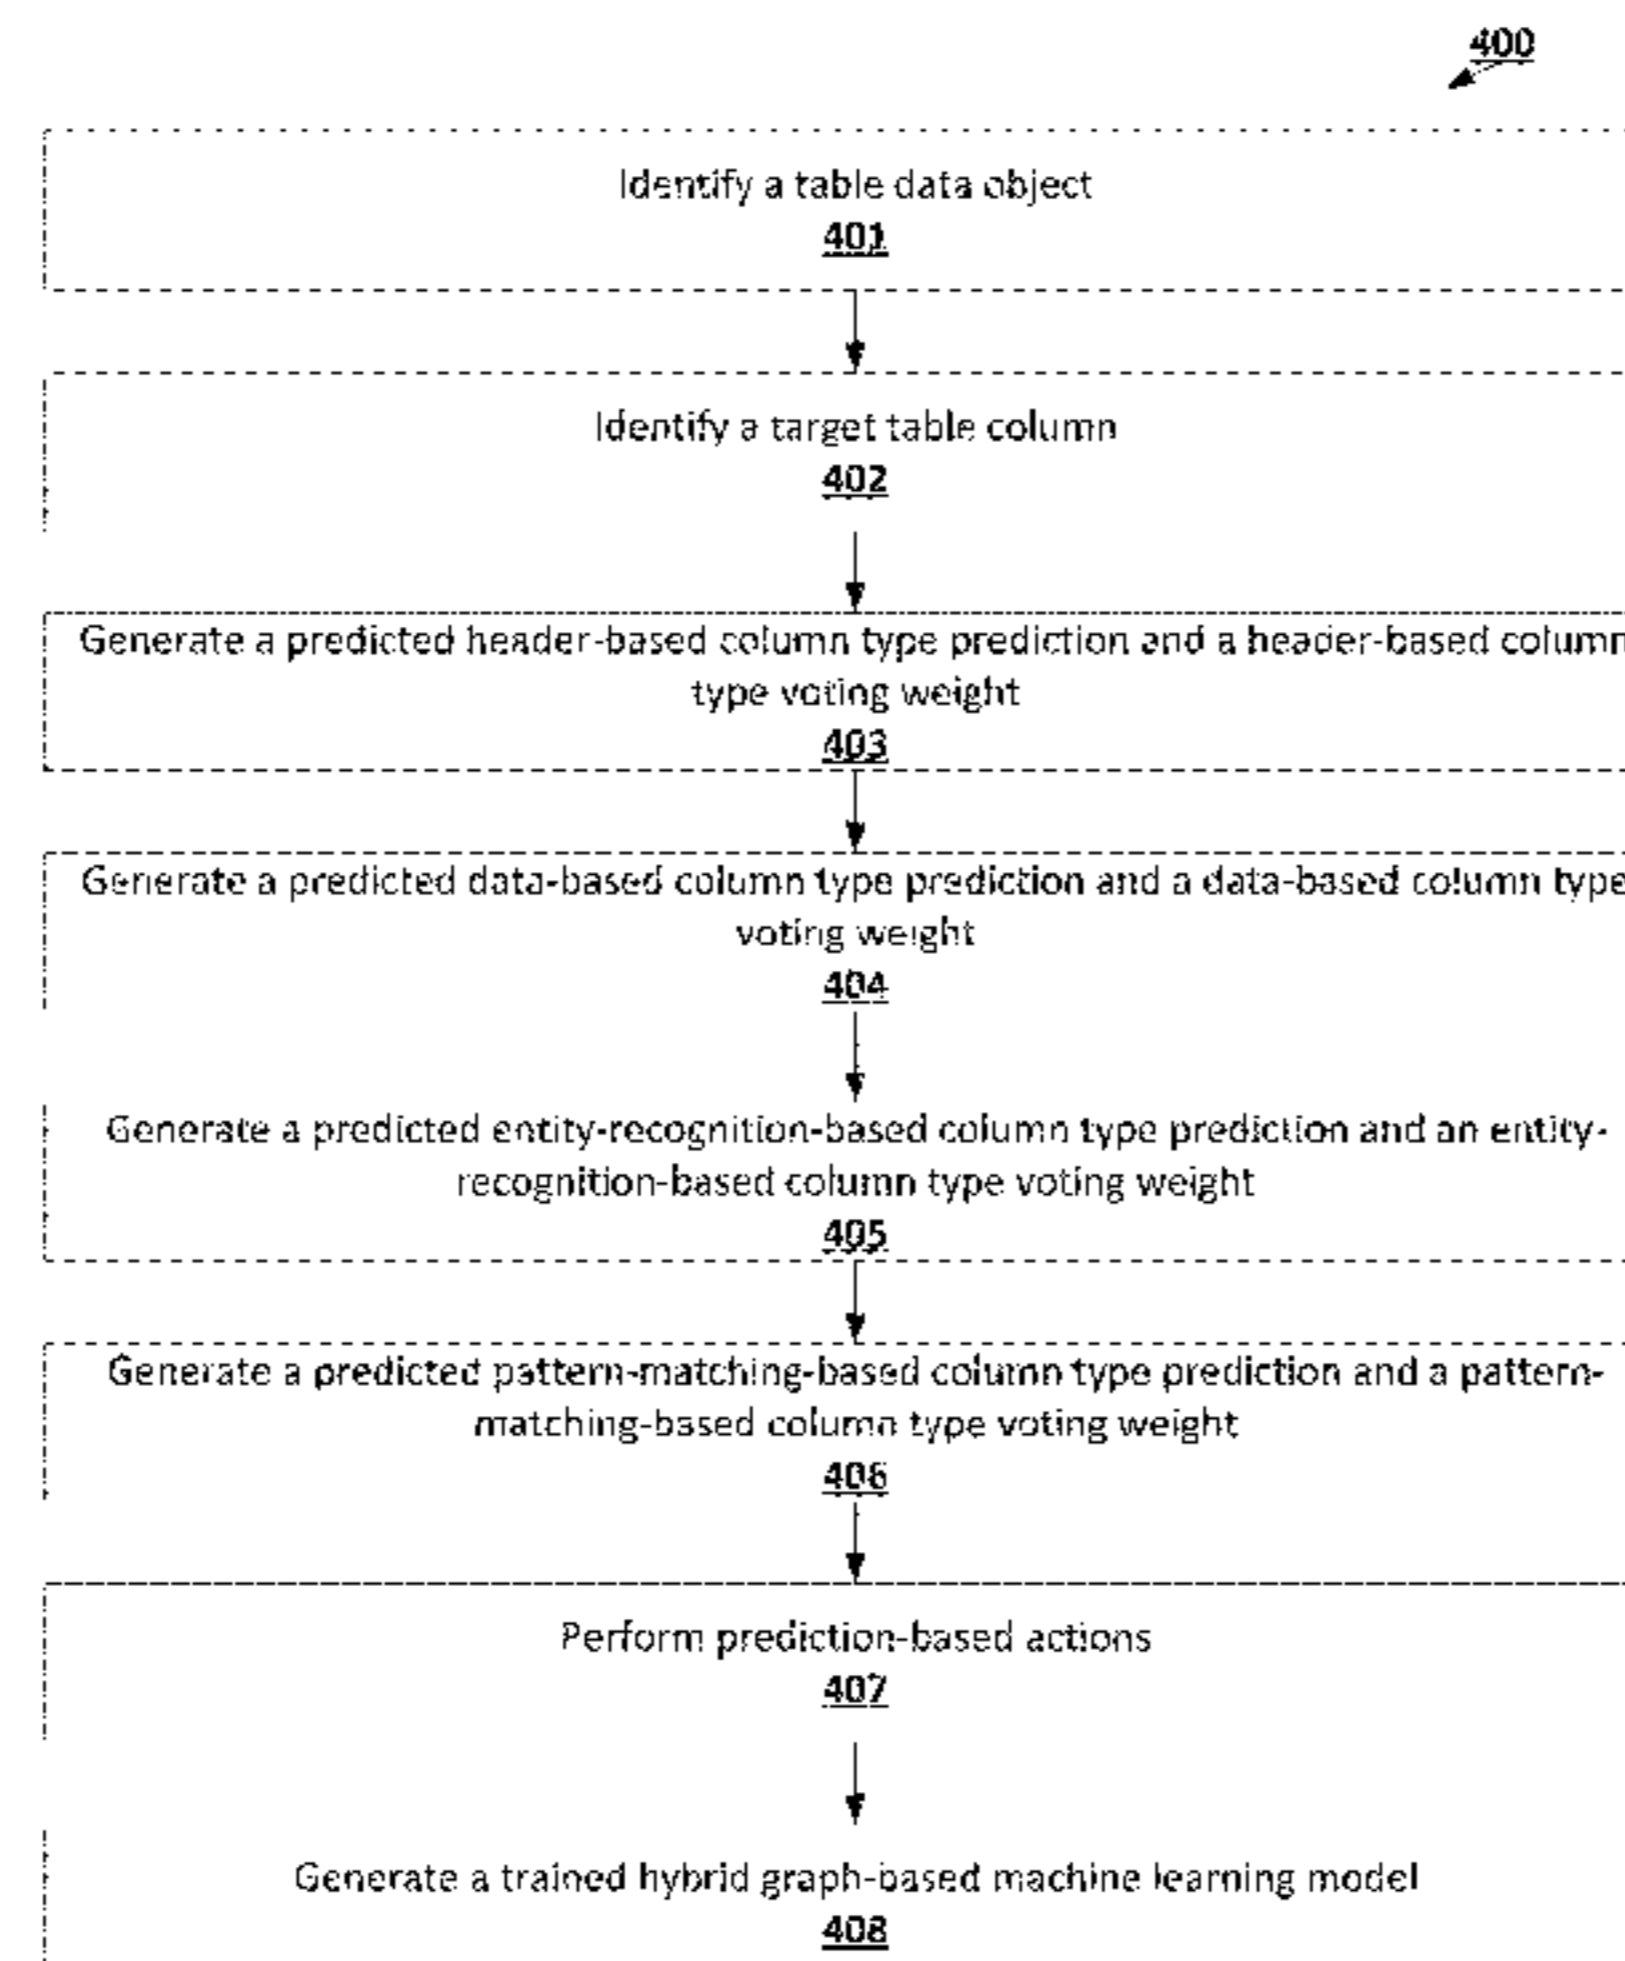 400
Identify a table data object
401
Identify a target table column
402
Generate a predicted header-based column type prediction and a header-based column
type voting weight
403
Generate a predicted data-based column type prediction and a data-based column type
voting weight
404
Generate a predicted entity-recognition-based column type prediction and an entity-
recognition-based column type voting weight
405
Generate a predicted pattern-matching-based column type prediction and a pattern-
matching-based column type voting weight
406
Perform prediction-based actions
407
Generate a trained hybrid graph-based machine learning model
408